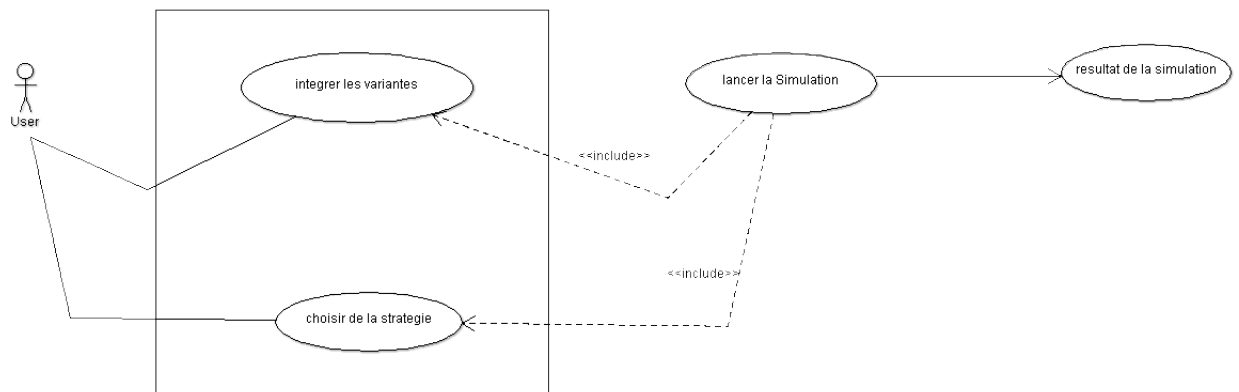 integrer les variantes
lancer la Simulation
resultat de la simulation
User
<<include>>
<<include>>
choisir de la strategie